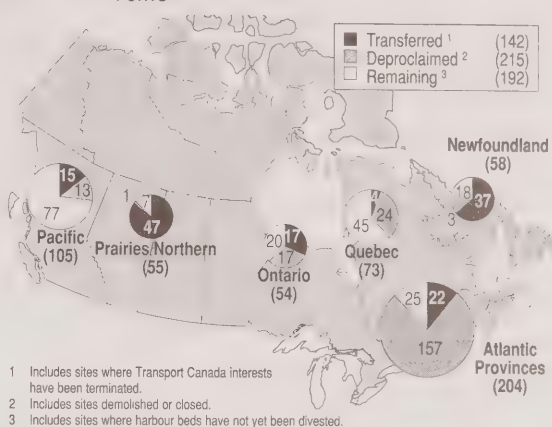 Transferred 1 (142)
Deproclaimed 2 (215)
Remaining 3 (192)
Newfoundland
(58)
18
37
3
15
13
77
Pacific
(105)
1
7
47
Prairies/Northern
(55)
20
17
17
Ontario
(54)
4
45
24
Quebec
(73)
25
22
157
Atlantic
Provinces
(204)
1 Includes sites where Transport Canada interests
have been terminated.
2 Includes sites demolished or closed.
3 Includes sites where harbour beds have not yet been divested.